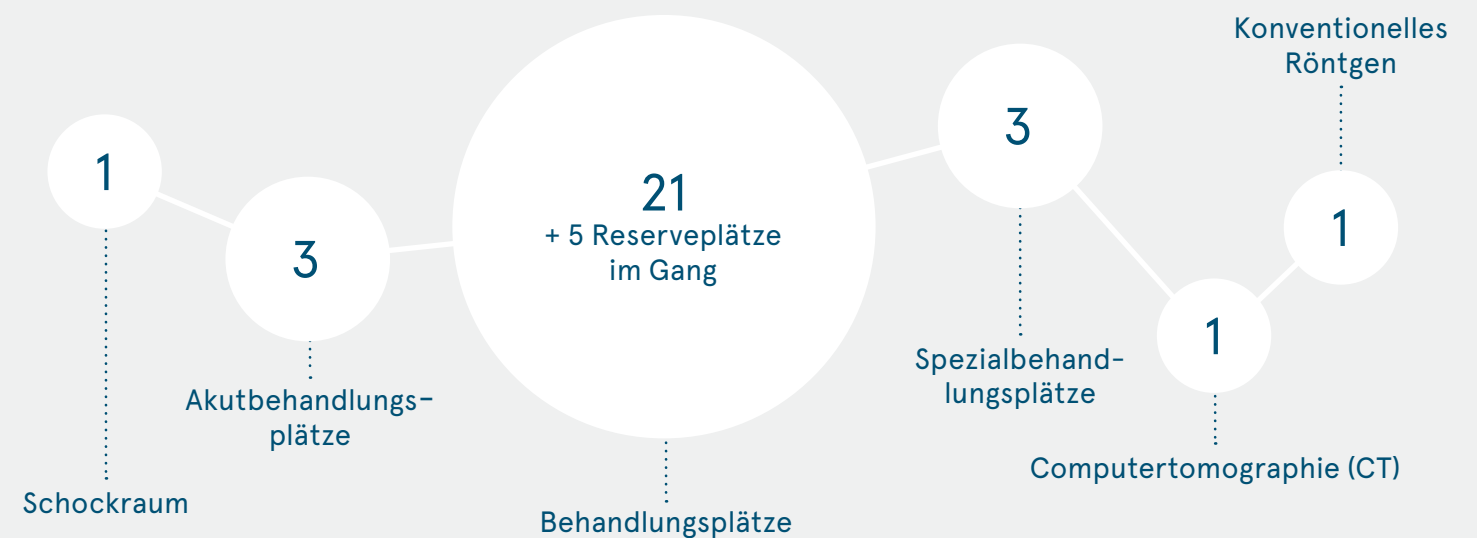 1
Schockraum
3
Akutbehandlungs-
plätze
21
+ 5 Reserveplätze
im Gang
Behandlungsplätze
3
Spezialbehand-
lungsplätze
1
Computertomographie (CT)
Konventionelles
Röntgen
1